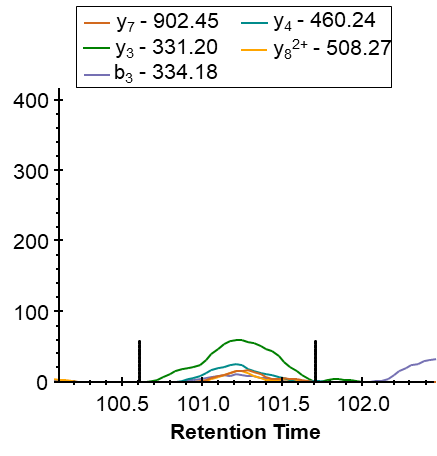 y7 - 902.45 y4 - 460.24
y3 - 331.20 y8 2+ - 508.27
b3 - 334.18
400
300
200
100
0
100.5 101.0 101.5 102.0
Retention Time